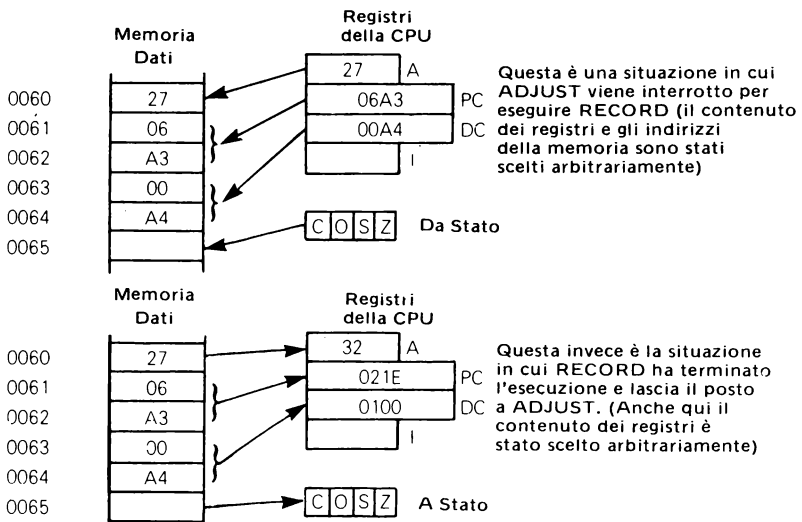 Memoria
Dati
Registri
della CPU
27 A
0060 27
06A3 PC
0061 06
00A4 DC
0062 A3
I
0063 00
0064 A4
0065
C O S Z Da Stato
Questa è una situazione in cui
ADJUST viene interrotto per
eseguire RECORD (il contenuto
dei registri e gli indirizzi
della memoria sono stati
scelti arbitrariamente)
Memoria
Dati
Registri
della CPU
32 A
0060 27
021E PC
0061 06
0100 DC
0062 A3
I
0063 00
0064 A4
0065
C O S Z A Stato
Questa invece è la situazione
in cui RECORD ha terminato
l'esecuzione e lascia il posto
a ADJUST. (Anche qui il
contenuto dei registri è
stato scelto arbitrariamente)